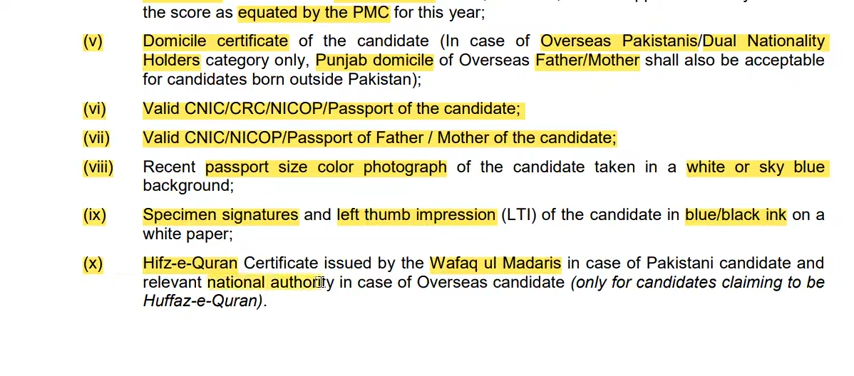 the score as equated by the PMC for this year;
(v) Domicile certificate of the candidate (In case of Overseas Pakistanis/Dual Nationality
Holders category only, Punjab domicile of Overseas Father/Mother shall also be acceptable
for candidates born outside Pakistan);
(vi) Valid CNIC/CRC/NICOP/Passport of the candidate;
(vii) Valid CNIC/NICOP/Passport of Father / Mother of the candidate;
(viii) Recent passport size color photograph of the candidate taken in a white or sky blue
background;
(ix) Specimen signatures and left thumb impression (LTI) of the candidate in blue/black ink on a
white paper;
(x) Hifz-e-Quran Certificate issued by the Wafaq ul Madaris in case of Pakistani candidate and
relevant national authority in case of Overseas candidate (only for candidates claiming to be
Huffaz-e-Quran).